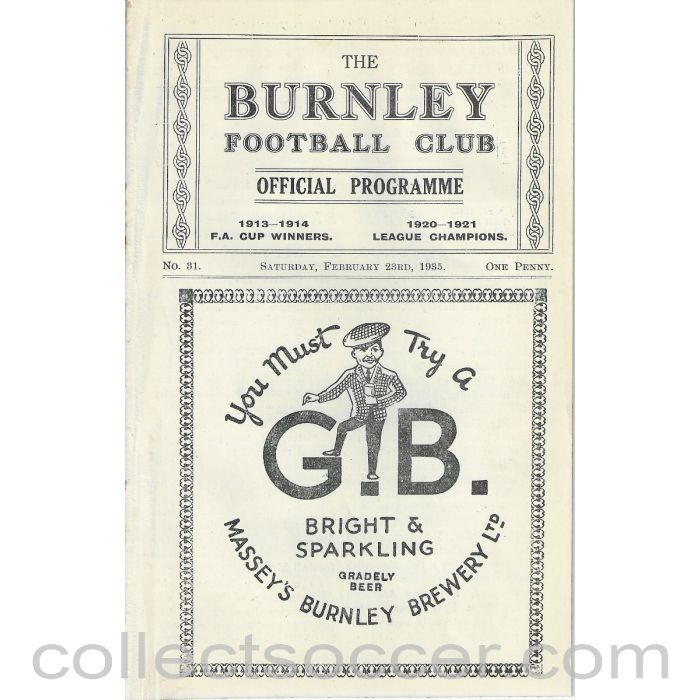 THE
BURNLEY
FOOTBALL CLUB
OFFICIAL PROGRAMME
1913—1914 1920—1921
F.A. CUP WINNERS. LEAGUE CHAMPIONS.
No. 31. SATURDAY, FEBRUARY 23RD, 1935. ONE PENNY.
You Must Try A
G.B.
BRIGHT &
SPARKLING
GRADELY
BEER
MASSEY'S BURNLEY BREWERY LTD
collectsoccer.com